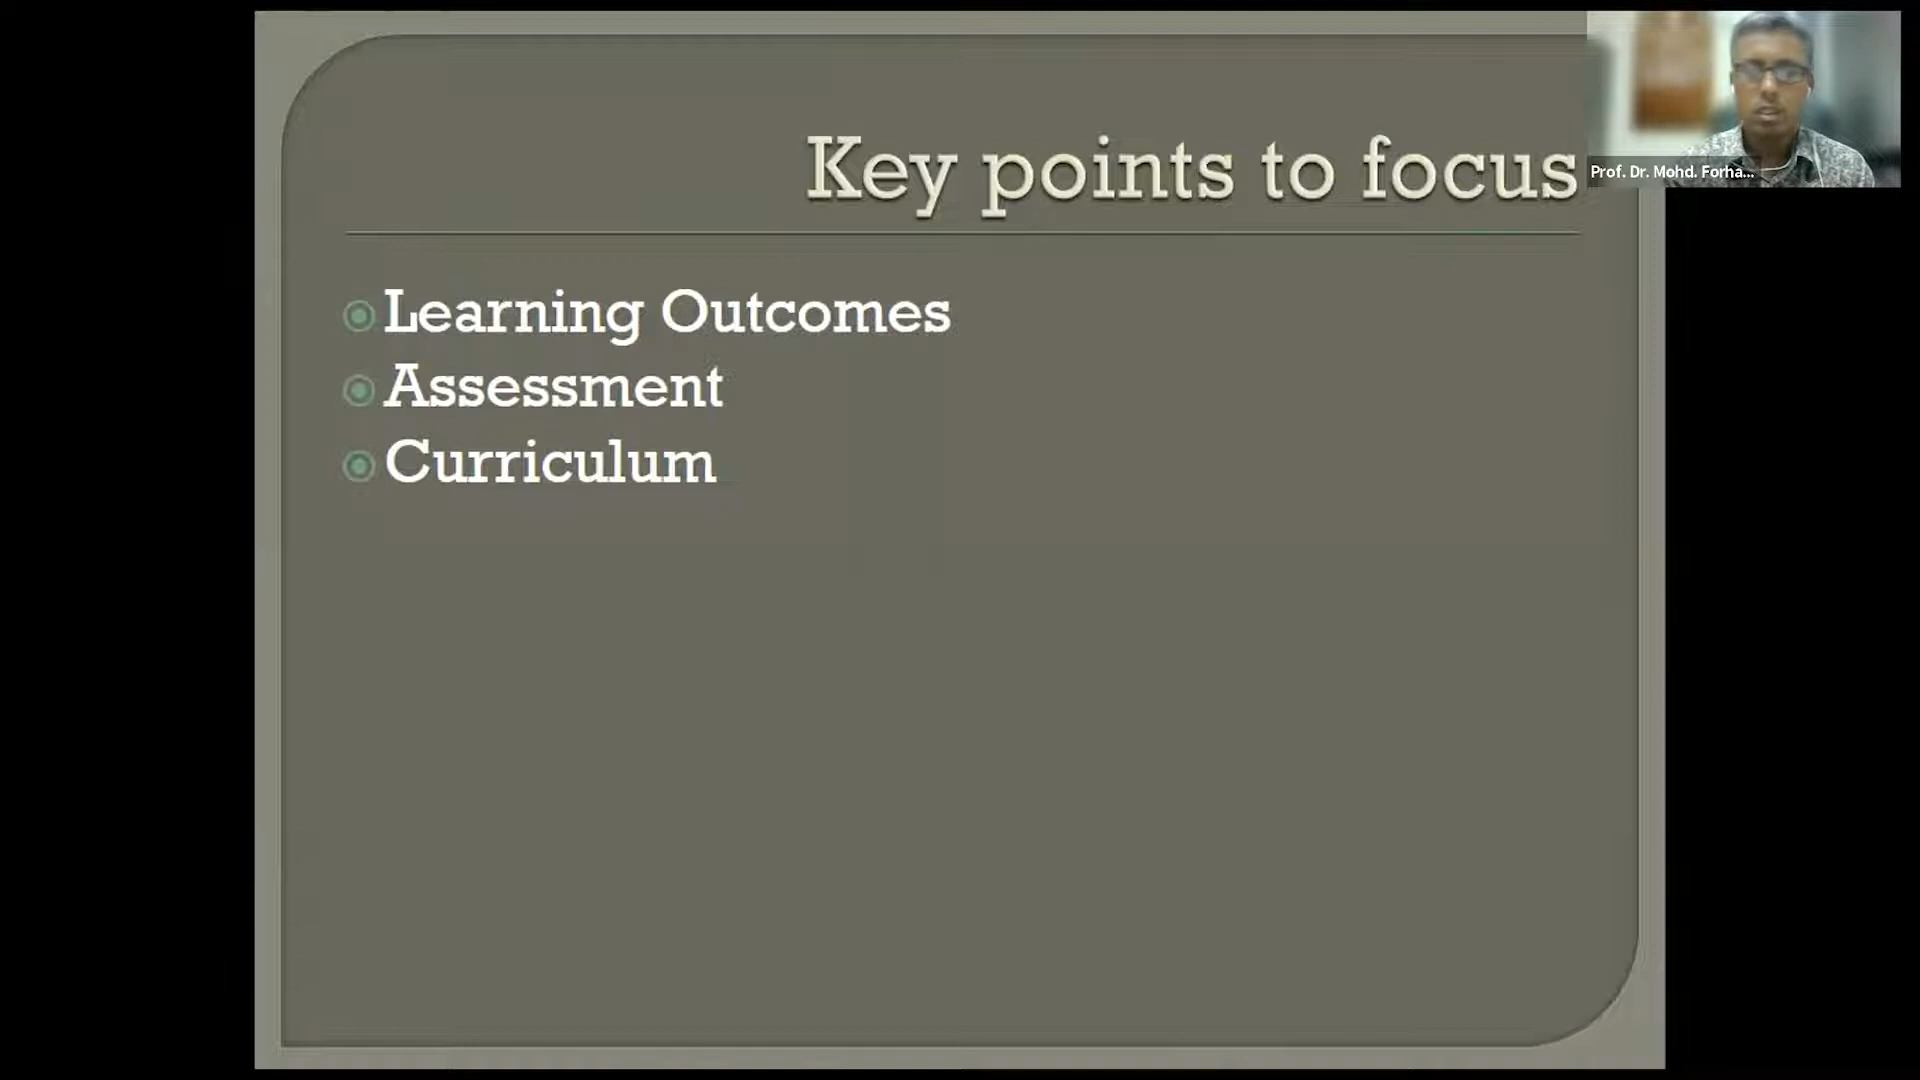 Key points to focus
Prof. Dr. Mohd. Forha...
Learning Outcomes
Assessment
Curriculum